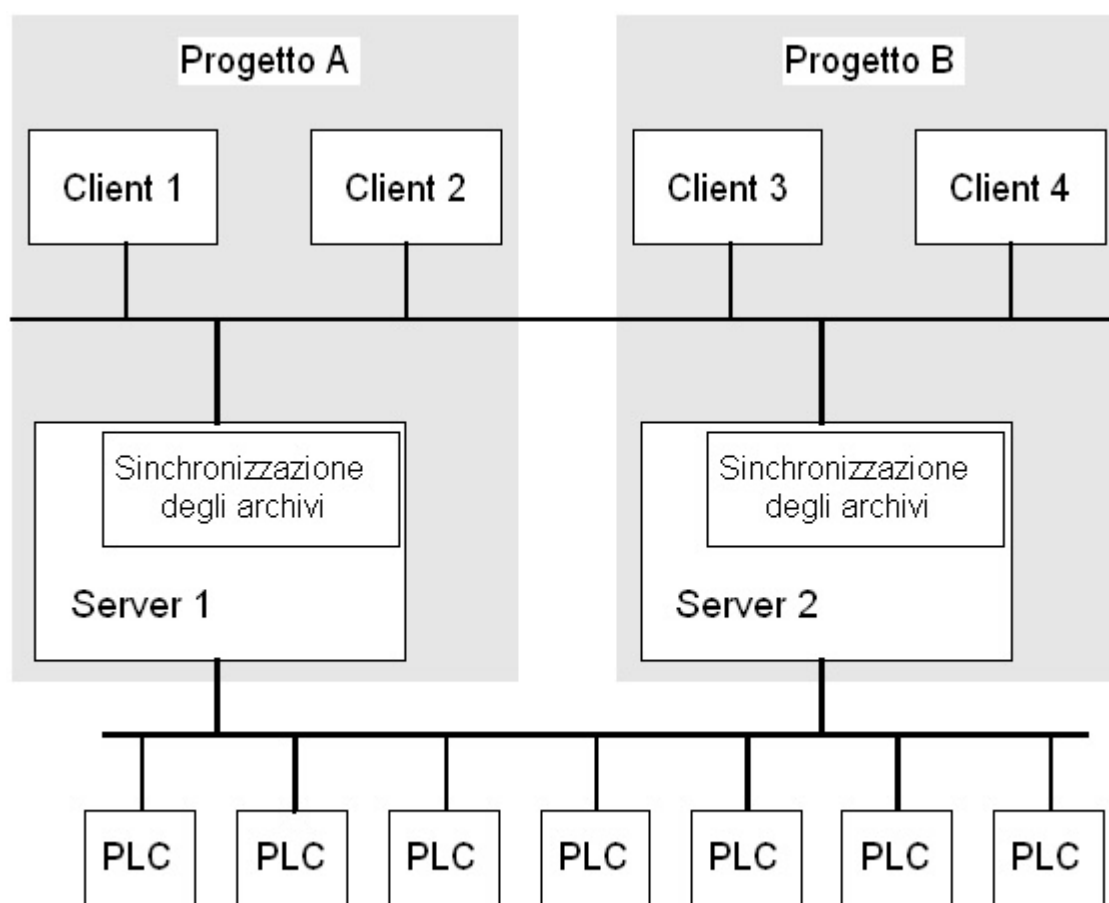 Progetto A
Progetto B
Client 1
Client 2
Client 3
Client 4
Sinchronizzazione
degli archivi
Sinchronizzazione
degli archivi
Server 1
Server 2
PLC
PLC
PLC
PLC
PLC
PLC
PLC